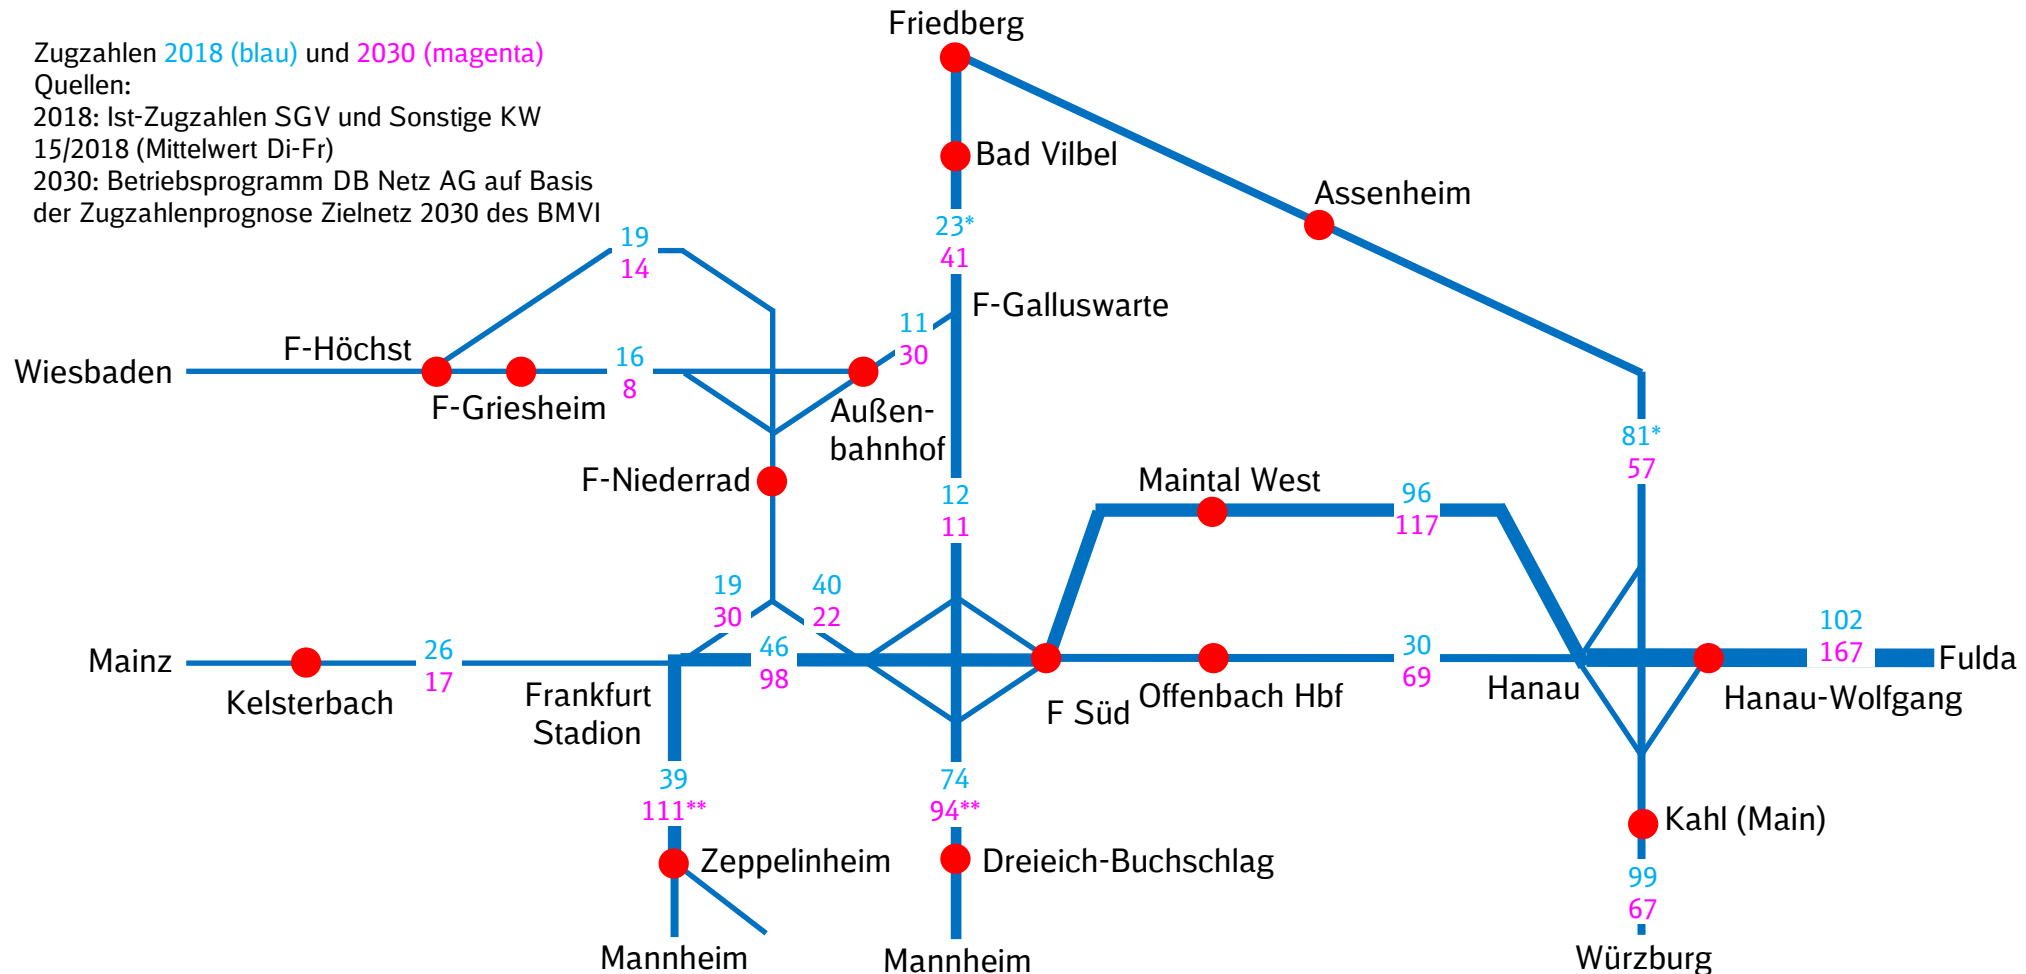 Friedberg
Zugzahlen 2018 (blau) und 2030 (magenta)
Quellen:
2018: Ist-Zugzahlen SGV und Sonstige KW
15/2018 (Mittelwert Di-Fr)
2030: Betriebsprogramm DB Netz AG auf Basis
der Zugzahlenprognose Zielnetz 2030 des BMVI
Bad Vilbel
Assenheim
23*
41
19
14
F-Galluswarte
11
30
F-Höchst
16
8
Wiesbaden
F-Griesheim
Außen-
bahnhof
81*
57
F-Niederrad
Maintal West
12
11
96
117
19
30
40
22
46
98
Mainz
26
17
Kelsterbach
Frankfurt
Stadion
F Süd
Offenbach Hbf
30
69
Hanau
102
167
Fulda
Hanau-Wolfgang
39
111**
74
94**
Zeppelinheim
Dreieich-Buchschlag
Kahl (Main)
99
67
Mannheim
Mannheim
Würzburg